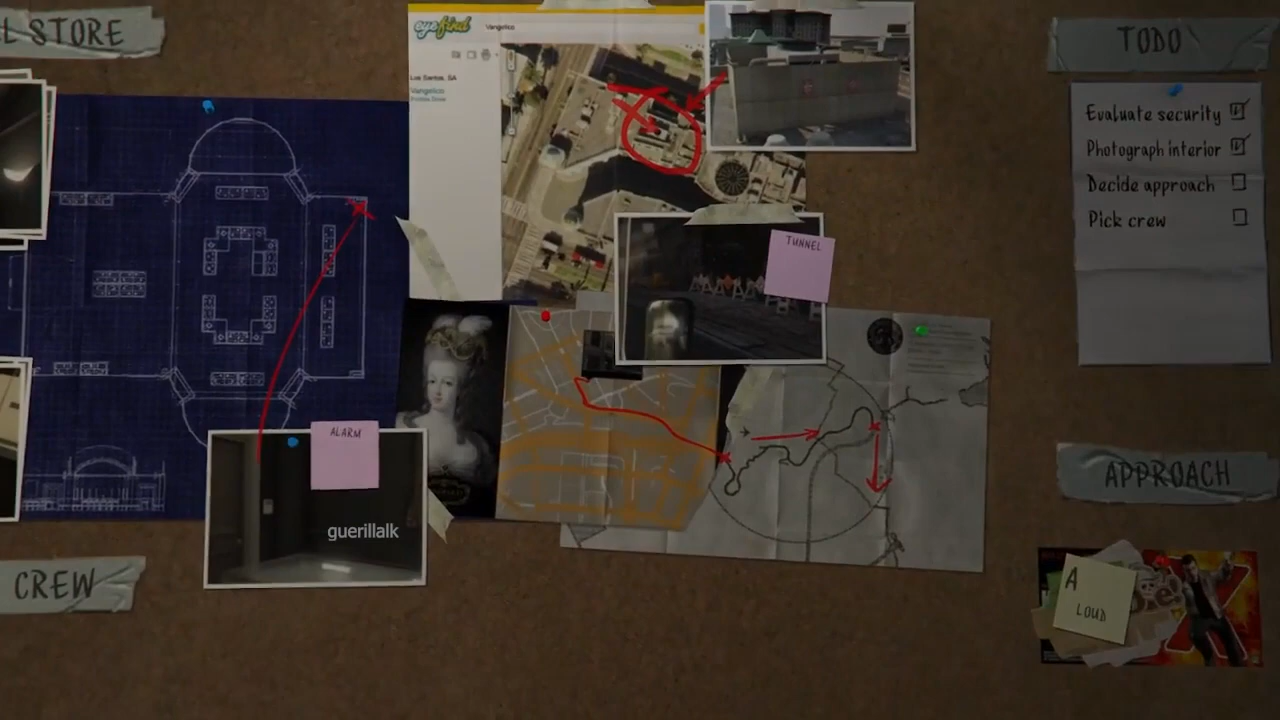 L STORE
eyefind
Vangelico
Los Santos, SA
Vangelico
TODO
Evaluate security
Photograph interior
Decide approach
Pick crew
TUNNEL
ALARM
guerillalk
APPROACH
CREW
A
LOUD